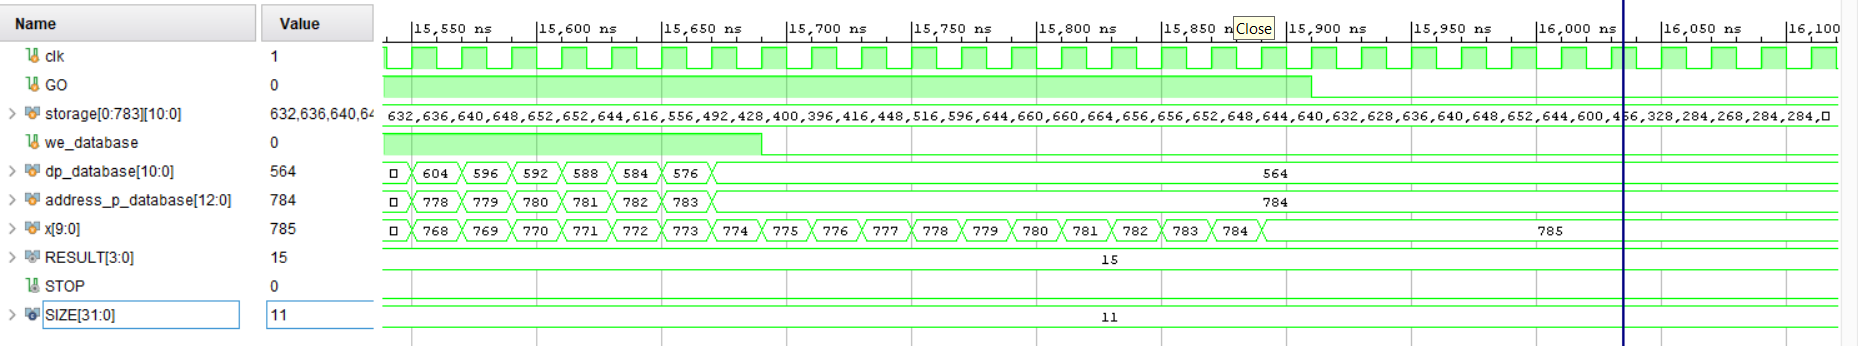 Name Value 15,550 ns 15,600 ns 15,650 ns 15,700 ns 15,750 ns 15,800 ns 15,850 Close 15,900 ns 15,950 ns 16,000 ns 16,050 ns 16,100
clk 1
GO 0
storage[0:783][10:0] 632,636,640,64 632,636,640,648,652,652,644,616,556,492,428,400,396,416,448,516,596,644,660,660,664,656,656,652,648,644,640,632,628,636,640,648,652,644,600,456,328,284,268,284,284,
we_database 0
dp_database[10:0] 564 604 596 592 588 584 576 564
address_p_database[12:0] 784 778 779 780 781 782 783 784
x[9:0] 785 768 769 770 771 772 773 774 775 776 777 778 779 780 781 782 783 784 785
RESULT[3:0] 15 15
STOP 0
SIZE[31:0] 11 11